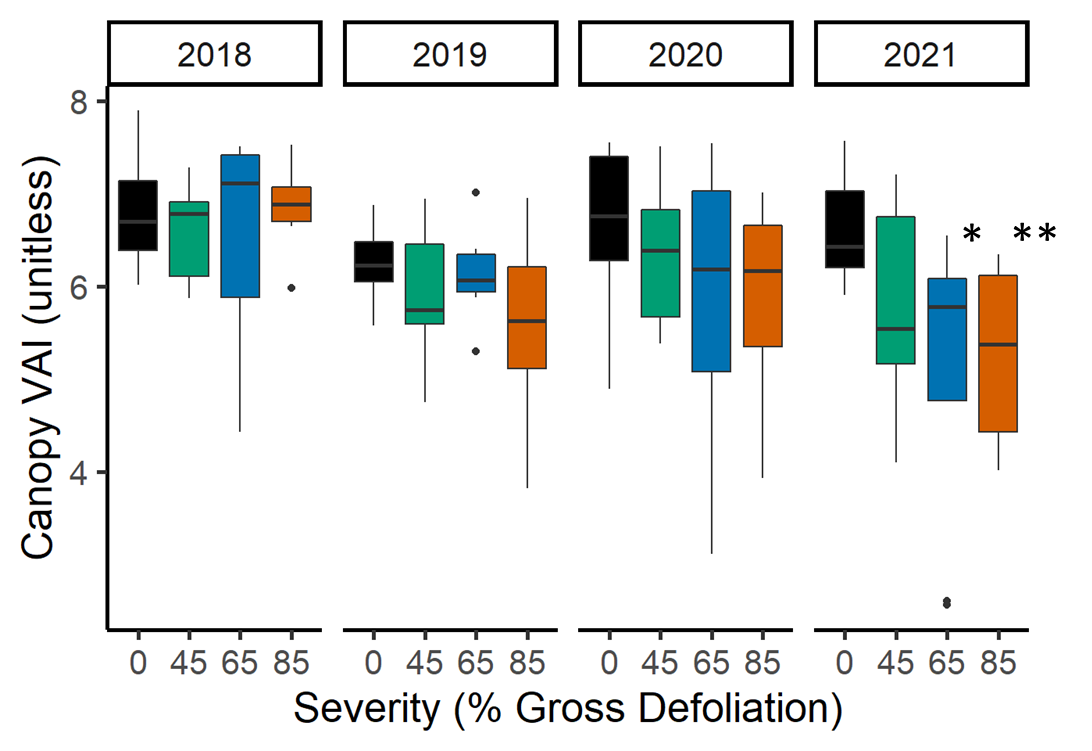 2018 2019 2020 2021
8
6
4
Canopy VAI (unitless)
* **
0 45 65 85 0 45 65 85 0 45 65 85 0 45 65 85
Severity (% Gross Defoliation)